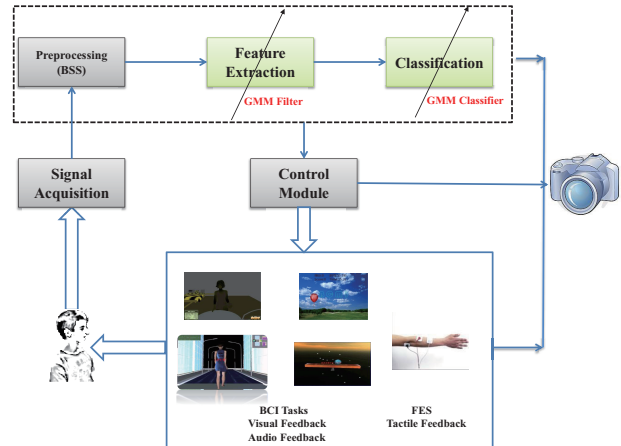 Preprocessing
(BSS)
Feature
Extraction
Classification
GMM Filter
GMM Classifier
Signal
Acquisition
Control
Module
BCI Tasks
Visual Feedback
Audio Feedback
FES
Tactile Feedback